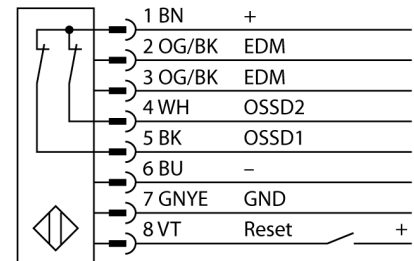 1 BN +
2 OG/BK EDM
3 OG/BK EDM
4 WH OSSD2
5 BK OSSD1
6 BU –
7 GNYE GND
8 VT Reset +